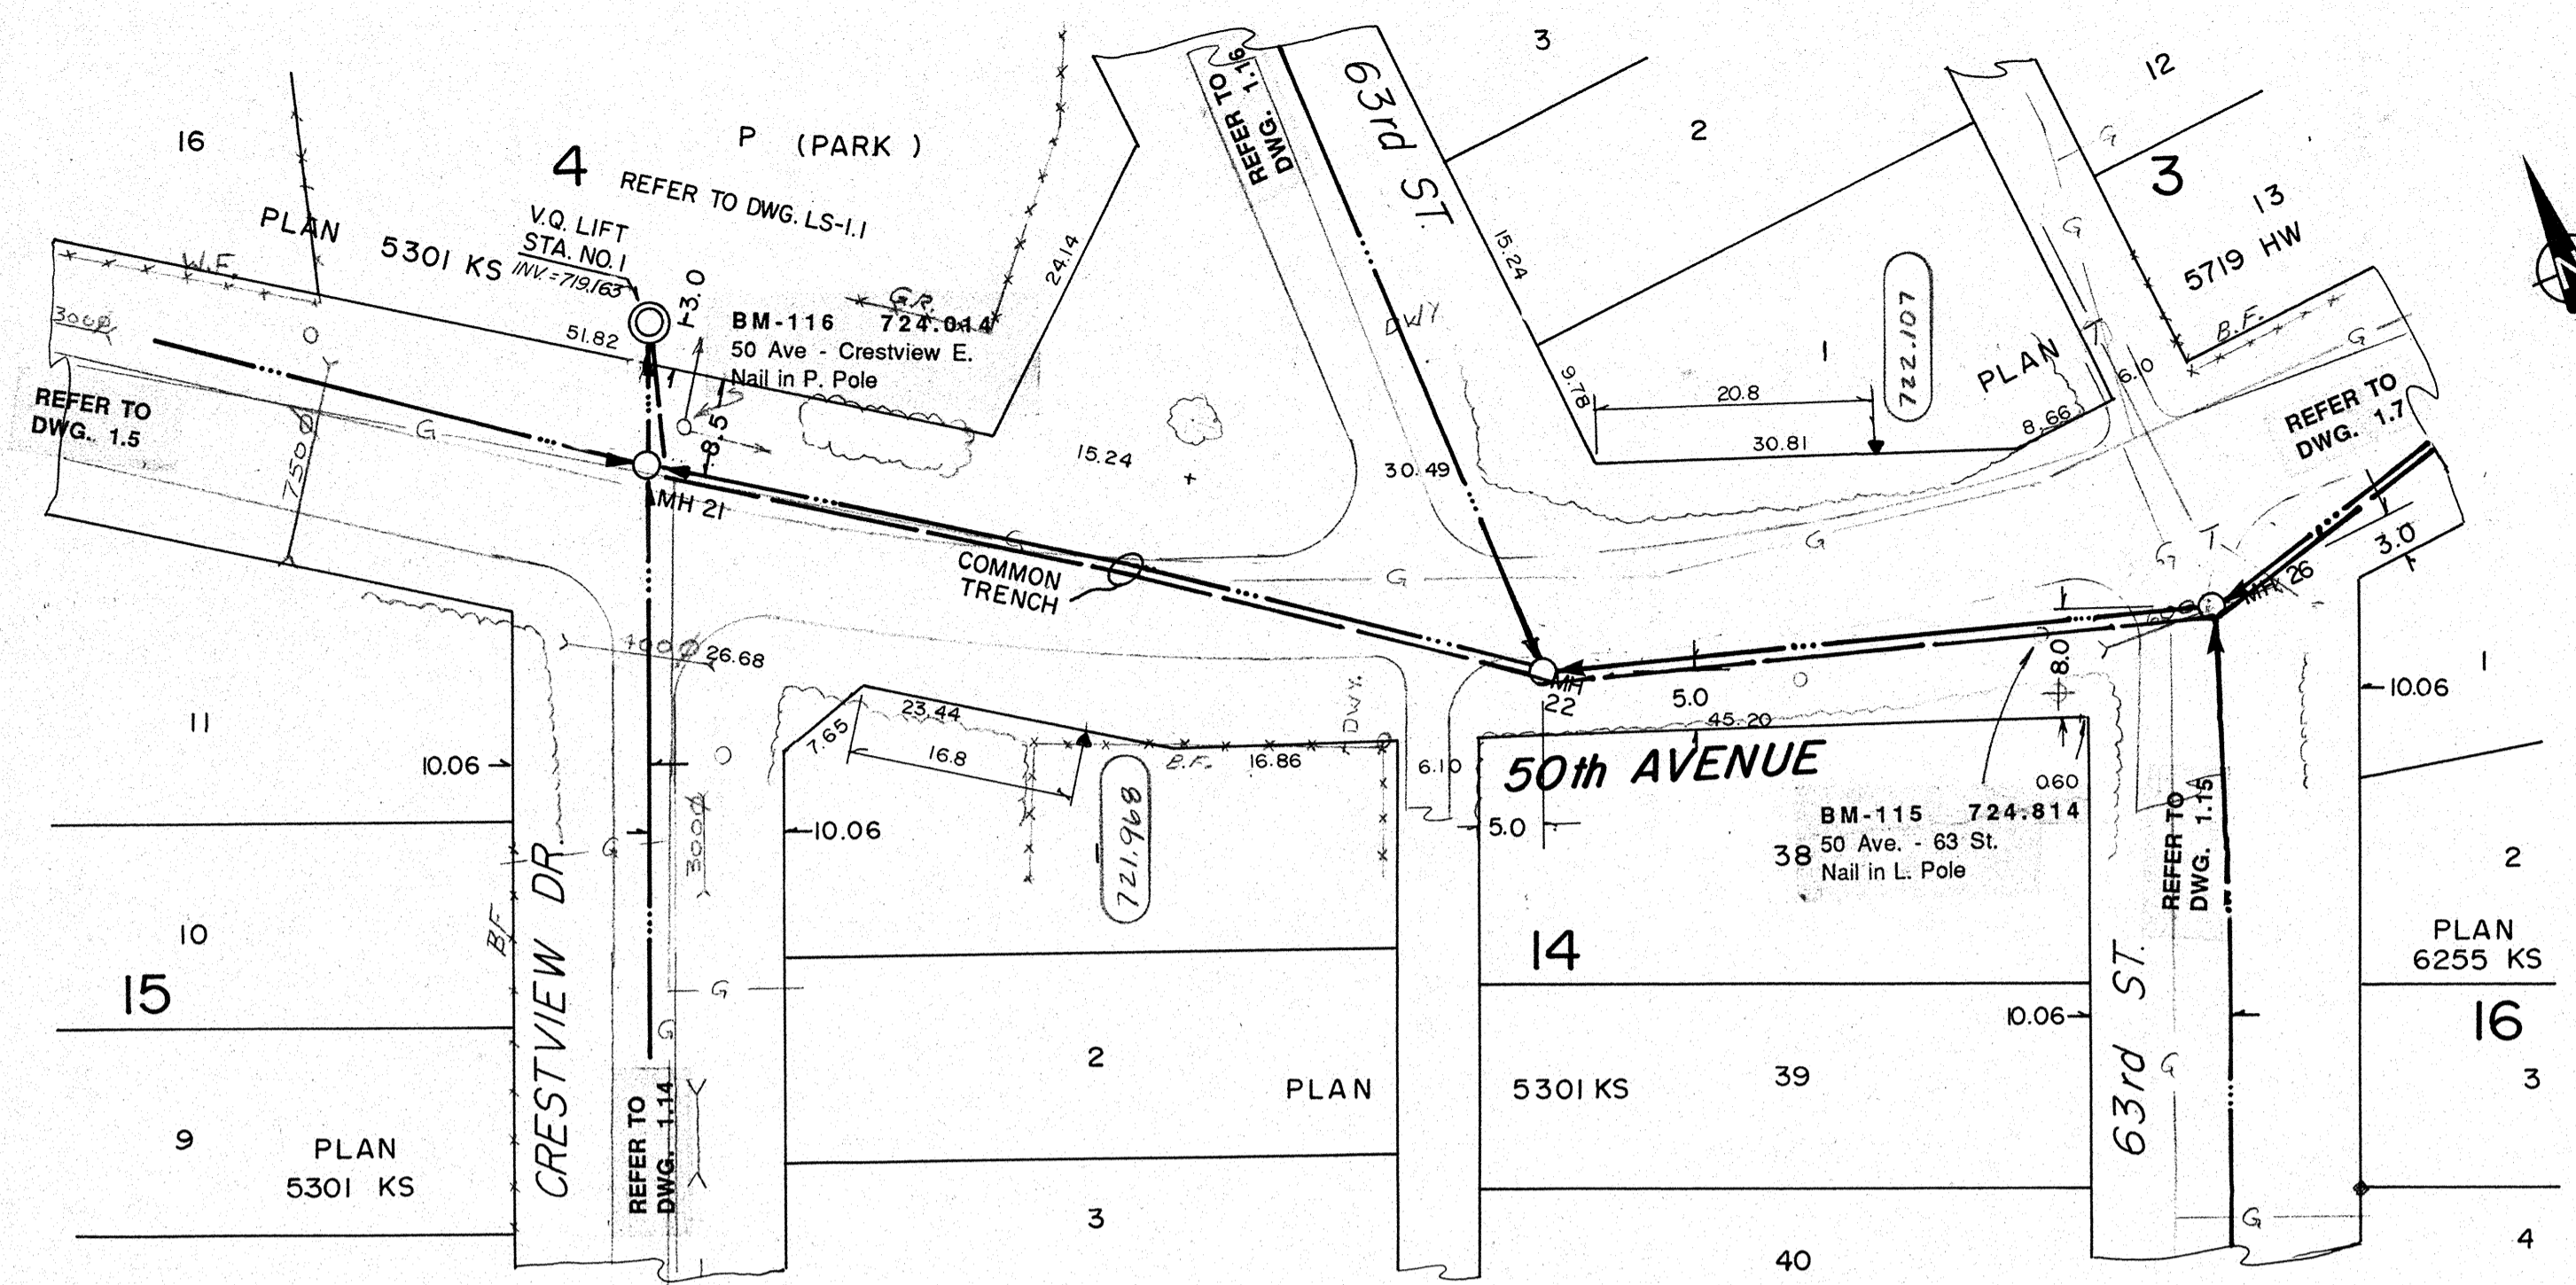 16
P (PARK )
4 REFER TO DWG. LS-1.1
PLAN 5301 KS
V.Q. LIFT
STA. NO. 1
INV. = 719.163
W.F.
300Ø
51.82
3.0
BM-116 724.014
50 Ave - Crestview E.
Nail in P. Pole
G.R.
24.14
REFER TO
DWG. 1.16
63rd ST.
3
2
1
15.24
DWY
9.78
20.8
30.81
8.66
722.107
PLAN
12
3
13
5719 HW
B.F.
G
G
T
6.10
G
REFER TO
DWG. 1.7
REFER TO
DWG. 1.5
750Ø
G
8.5
MH 21
15.24
30.49
G
COMMON
TRENCH
G
G
G
T
3.0
MH 26
MH
22
5.0
8.0
45.20
400Ø
26.68
23.44
7.65
16.8
DWY.
B.F.
16.86
6.10
50th AVENUE
5.0
0.60
BM-115 724.814
50 Ave. - 63 St.
Nail in L. Pole
38
721.968
1
11
10.06
10.06
300Ø
G
CRESTVIEW DR.
BF
10
15
9
PLAN
5301 KS
G
G
REFER TO
DWG. 1.14
2
3
PLAN
5301 KS
14
39
40
REFER TO
DWG. 1.15
63rd ST.
10.06
10.06
G
G
1
2
PLAN
6255 KS
16
3
4